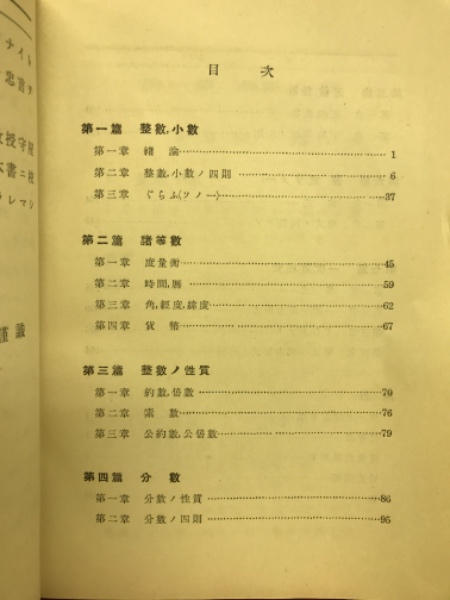 目 次
第一篇 整數,小數
第一章 緒論 1
第二章 整數,小數ノ四則 6
第三章 ぐらふ(ソノ一) 37
第二篇 諸等數
第一章 度量衡 45
第二章 時間,曆 59
第三章 角,經度,緯度 62
第四章 貨幣 67
第三篇 整數ノ性質
第一章 約數,倍數 70
第二章 素數 76
第三章 公約數,公倍數 79
第四篇 分數
第一章 分數ノ性質 86
第二章 分數ノ四則 95